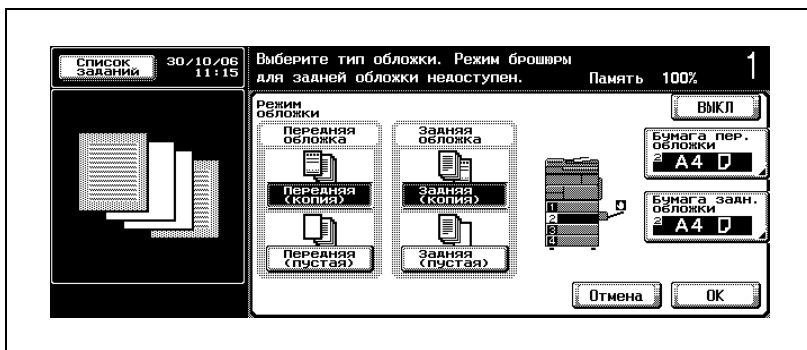 Список
заданий
30/10/06
11:15
Выберите тип обложки. Режим брошюры
для задней обложки недоступен.
Память 100%
1
Режим
обложки
Передняя
обложка
Передняя
(копия)
Передняя
(пустая)
Задняя
обложка
Задняя
(копия)
Задняя
(пустая)
1
2
3
4
ВЫКЛ
Бумага пер.
обложки
2 A4
Бумага задн.
обложки
2 A4
Отмена
OK